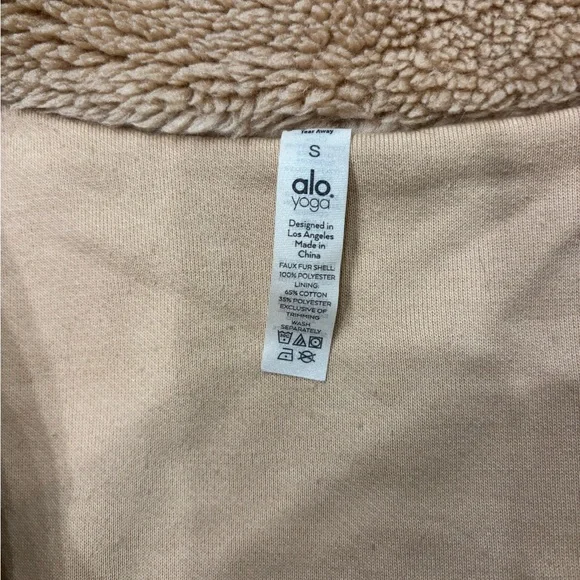 Tear Away
S
alo
yoga
Designed in
Los Angeles
Made in
China
FAUX FUR SHELL:
100% POLYESTER
LINING:
65% COTTON
35% POLYESTER
EXCLUSIVE OF
TRIMMING
WASH
SEPARATELY